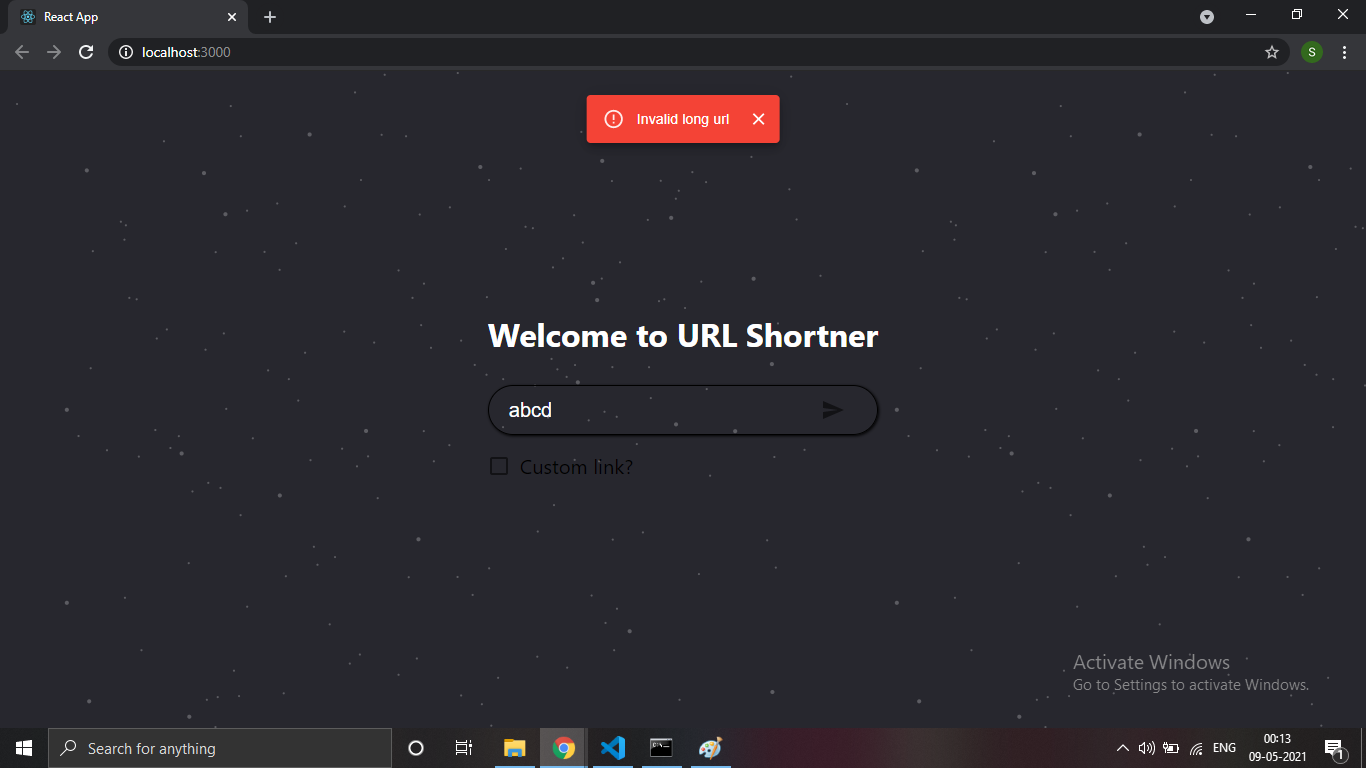 React App
localhost:3000
S
Invalid long url
Welcome to URL Shortner
abcd
Custom link?
Activate Windows
Go to Settings to activate Windows.
Search for anything
ENG
00:13
09-05-2021
1